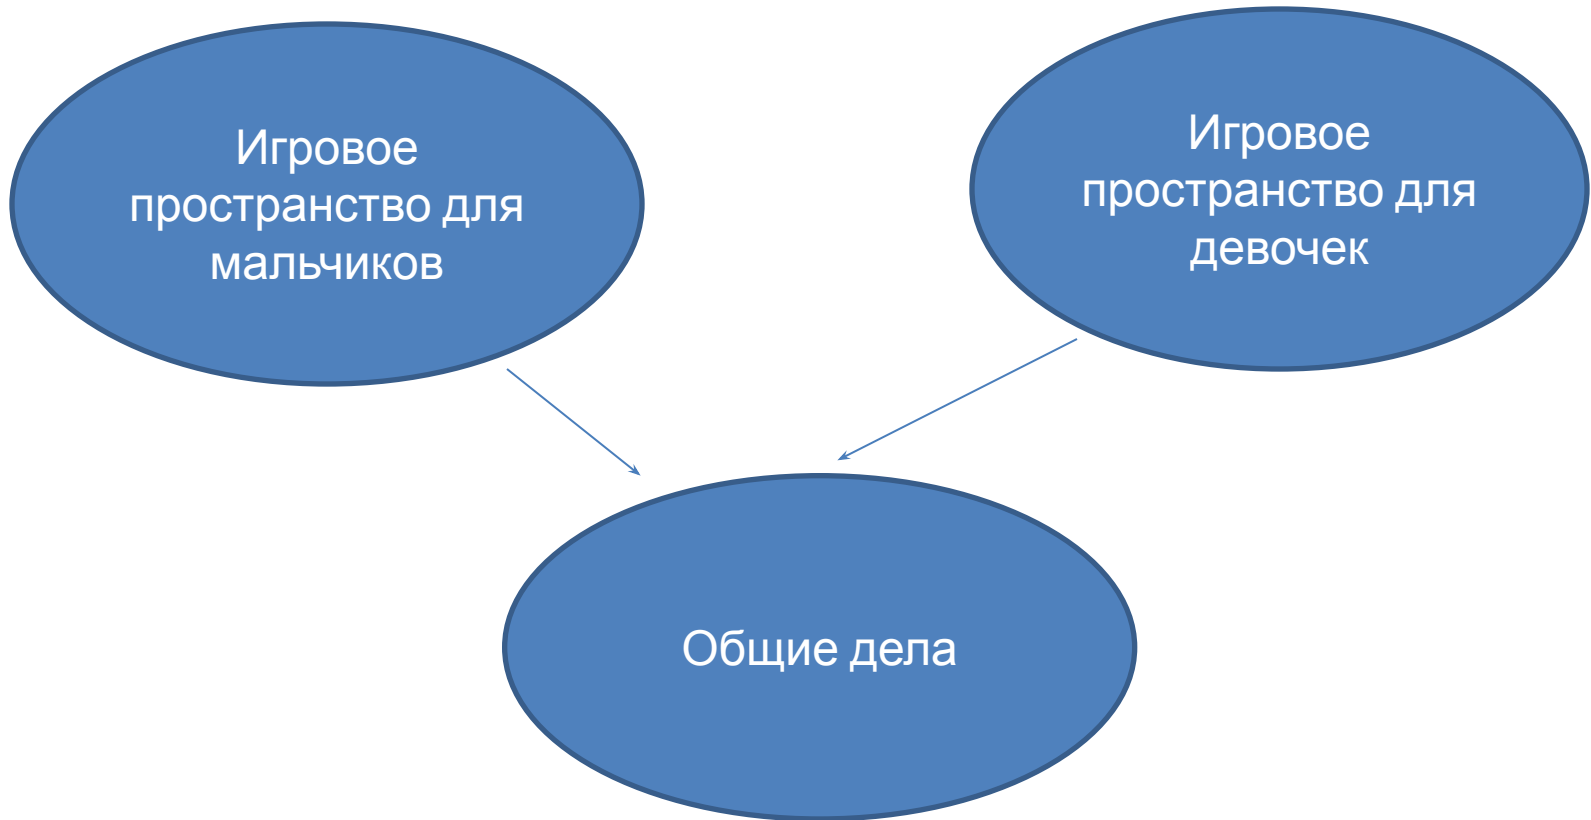 Игровое
пространство для
мальчиков
Игровое
пространство для
девочек
Общие дела